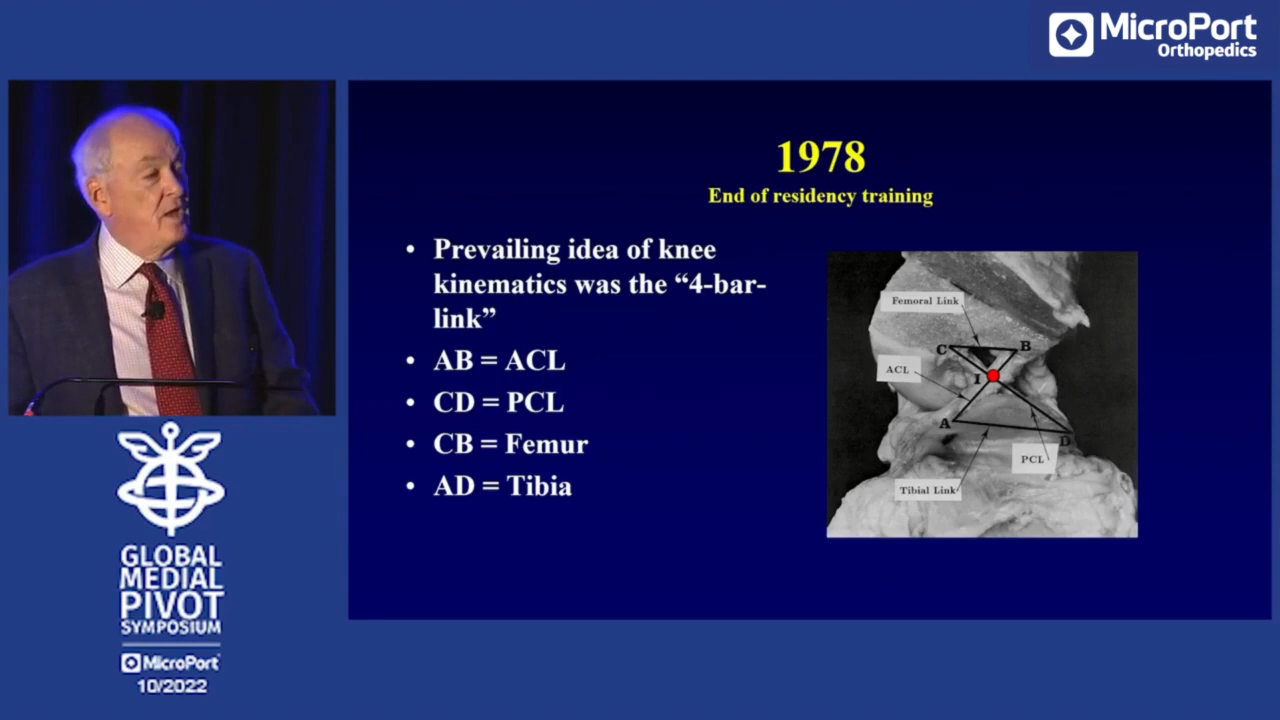 MicroPort
Orthopedics
1978
End of residency training
• Prevailing idea of knee
kinematics was the “4-bar-
link”
• AB = ACL
• CD = PCL
• CB = Femur
• AD = Tibia
Femoral Link
C
B
ACL
I
A
D
PCL
Tibial Link
GLOBAL
MEDIAL
PIVOT
SYMPOSIUM
MicroPort
10/2022